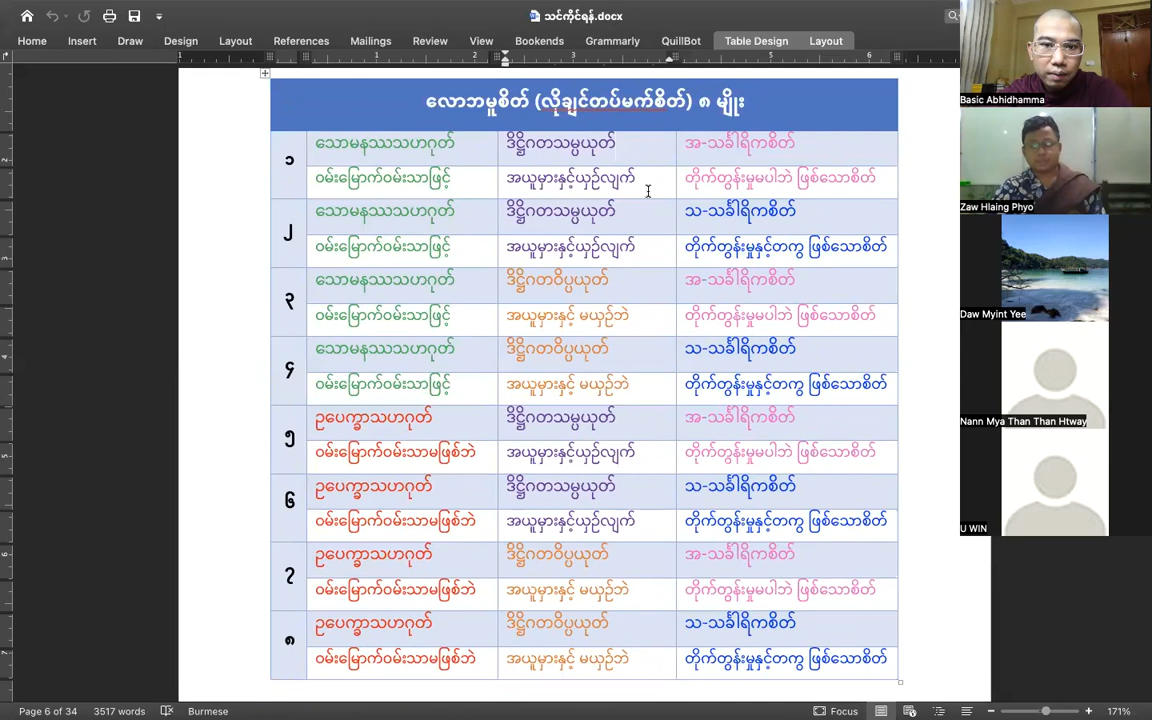 သင်ကိုင်ရန်.docx
Home Insert Draw Design Layout References Mailings Review View Bookends Grammarly QuillBot Table Design Layout
1 1 2 3 5 6
လောဘမူစိတ် (လိုချင်တပ်မက်စိတ်) ၈ မျိုး
၁ သောမနဿသဟဂုတ် ဒိဋ္ဌိဂတသမ္ပယုတ် အ-သင်္ခါရိကစိတ်
ဝမ်းမြောက်ဝမ်းသာဖြင့် အယူမှားနှင့်ယှဉ်လျက် တိုက်တွန်းမှုမပါဘဲ ဖြစ်သောစိတ်
၂ သောမနဿသဟဂုတ် ဒိဋ္ဌိဂတသမ္ပယုတ် သ-သင်္ခါရိကစိတ်
ဝမ်းမြောက်ဝမ်းသာဖြင့် အယူမှားနှင့်ယှဉ်လျက် တိုက်တွန်းမှုနှင့်တကွ ဖြစ်သောစိတ်
၃ သောမနဿသဟဂုတ် ဒိဋ္ဌိဂတဝိပ္ပယုတ် အ-သင်္ခါရိကစိတ်
ဝမ်းမြောက်ဝမ်းသာဖြင့် အယူမှားနှင့် မယှဉ်ဘဲ တိုက်တွန်းမှုမပါဘဲ ဖြစ်သောစိတ်
၄ သောမနဿသဟဂုတ် ဒိဋ္ဌိဂတဝိပ္ပယုတ် သ-သင်္ခါရိကစိတ်
ဝမ်းမြောက်ဝမ်းသာဖြင့် အယူမှားနှင့် မယှဉ်ဘဲ တိုက်တွန်းမှုနှင့်တကွ ဖြစ်သောစိတ်
၅ ဥပေက္ခာသဟဂုတ် ဒိဋ္ဌိဂတသမ္ပယုတ် အ-သင်္ခါရိကစိတ်
ဝမ်းမြောက်ဝမ်းသာမဖြစ်ဘဲ အယူမှားနှင့်ယှဉ်လျက် တိုက်တွန်းမှုမပါဘဲ ဖြစ်သောစိတ်
၆ ဥပေက္ခာသဟဂုတ် ဒိဋ္ဌိဂတသမ္ပယုတ် သ-သင်္ခါရိကစိတ်
ဝမ်းမြောက်ဝမ်းသာမဖြစ်ဘဲ အယူမှားနှင့်ယှဉ်လျက် တိုက်တွန်းမှုနှင့်တကွ ဖြစ်သောစိတ်
၇ ဥပေက္ခာသဟဂုတ် ဒိဋ္ဌိဂတဝိပ္ပယုတ် အ-သင်္ခါရိကစိတ်
ဝမ်းမြောက်ဝမ်းသာမဖြစ်ဘဲ အယူမှားနှင့် မယှဉ်ဘဲ တိုက်တွန်းမှုမပါဘဲ ဖြစ်သောစိတ်
၈ ဥပေက္ခာသဟဂုတ် ဒိဋ္ဌိဂတဝိပ္ပယုတ် သ-သင်္ခါရိကစိတ်
ဝမ်းမြောက်ဝမ်းသာမဖြစ်ဘဲ အယူမှားနှင့် မယှဉ်ဘဲ တိုက်တွန်းမှုနှင့်တကွ ဖြစ်သောစိတ်
Page 6 of 34 3517 words Burmese Focus 171%
Basic Abhidhamma
Zaw Hlaing Phyo
Daw Myint Yee
Nann Mya Than Than Htway
U WIN